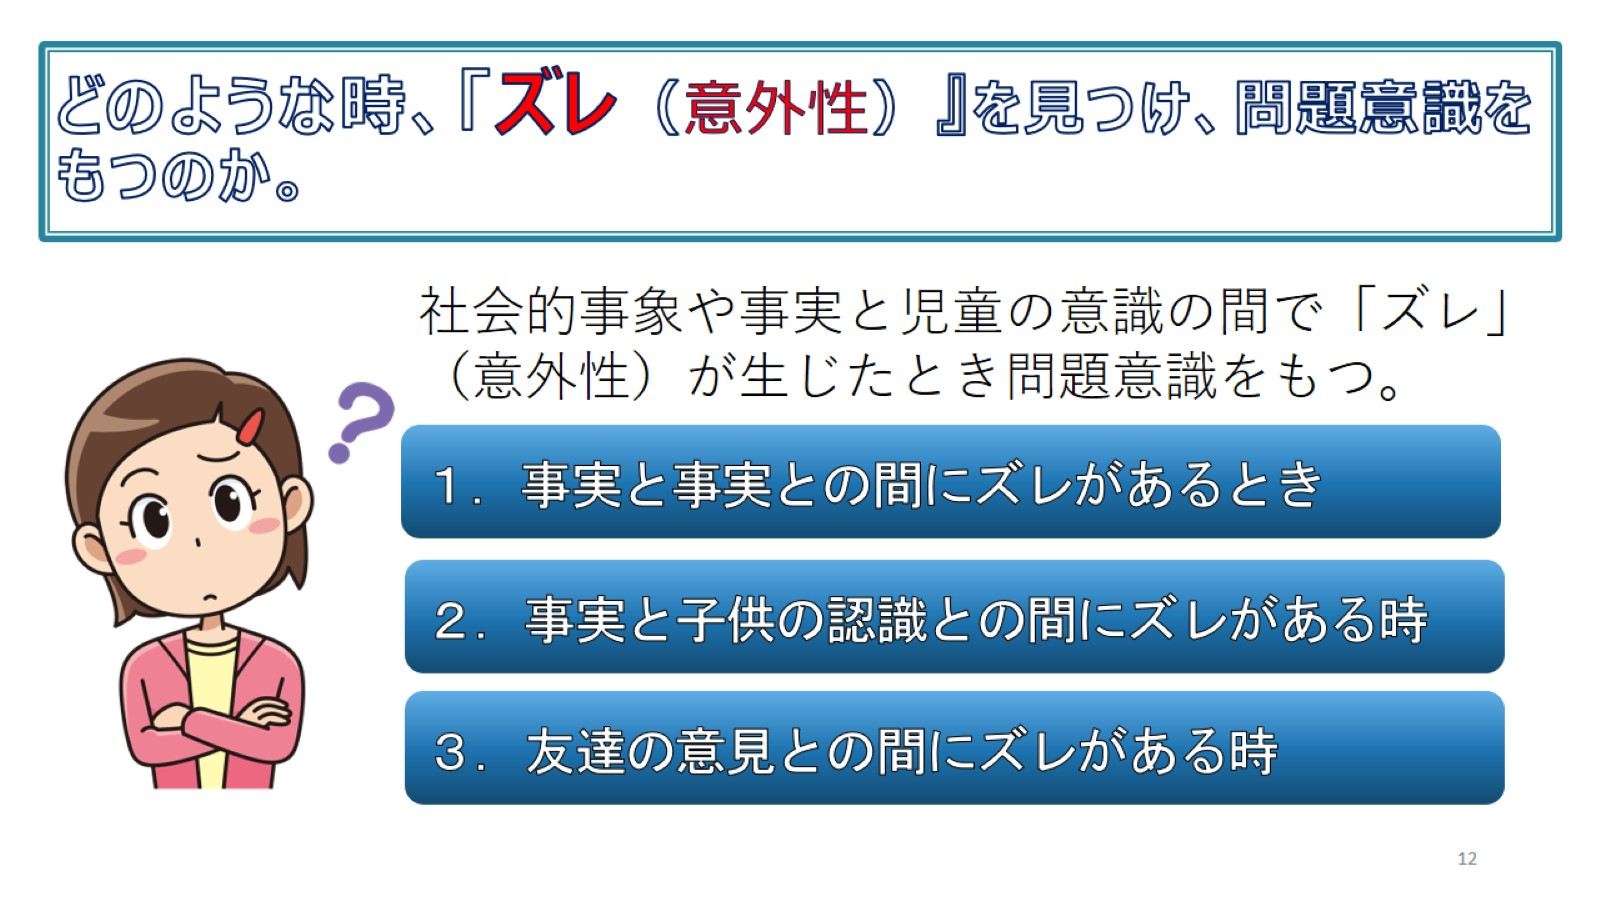 どのような時、「ズレ（意外性）』を見つけ、問題意識を
もつのか。
社会的事象や事実と児童の意識の間で「ズレ」
（意外性）が生じたとき問題意識をもつ。
?
１．事実と事実との間にズレがあるとき
２．事実と子供の認識との間にズレがある時
３．友達の意見との間にズレがある時
12